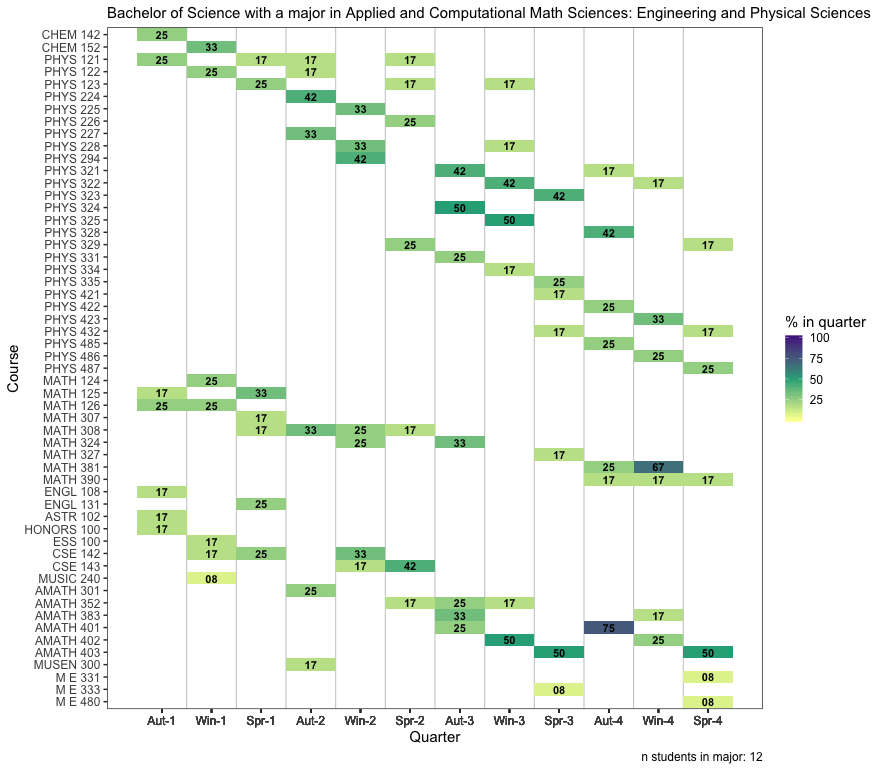 Bachelor of Science with a major in Applied and Computational Math Sciences: Engineering and Physical Sciences
Course
CHEM 142 25
CHEM 152 33
PHYS 121 25 17 17 17
PHYS 122 25 17
PHYS 123 25 17 17
PHYS 224 42
PHYS 225 33
PHYS 226 25
PHYS 227 33
PHYS 228 33 17
PHYS 294 42
PHYS 321 42 17
PHYS 322 42 17
PHYS 323 42
PHYS 324 50
PHYS 325 50
PHYS 328 42
PHYS 329 25 17
PHYS 331 25
PHYS 334 17
PHYS 335 25
PHYS 421 17
PHYS 422 25
PHYS 423 33
PHYS 432 17 17
PHYS 485 25
PHYS 486 25
PHYS 487 25
MATH 124 25
MATH 125 17 33
MATH 126 25 25
MATH 307 17
MATH 308 17 33 25 17
MATH 324 25 33
MATH 327 17
MATH 381 25 67
MATH 390 17 17 17
ENGL 108 17
ENGL 131 25
ASTR 102 17
HONORS 100 17
ESS 100 17
CSE 142 17 25 33
CSE 143 17 42
MUSIC 240 08
AMATH 301 25
AMATH 352 17 25 17
AMATH 383 33 17
AMATH 401 25 75
AMATH 402 50 25
AMATH 403 50 50
MUSEN 300 17
M E 331 08
M E 333 08
M E 480 08
Aut-1 Win-1 Spr-1 Aut-2 Win-2 Spr-2 Aut-3 Win-3 Spr-3 Aut-4 Win-4 Spr-4
Quarter
% in quarter
100
75
50
25
n students in major: 12